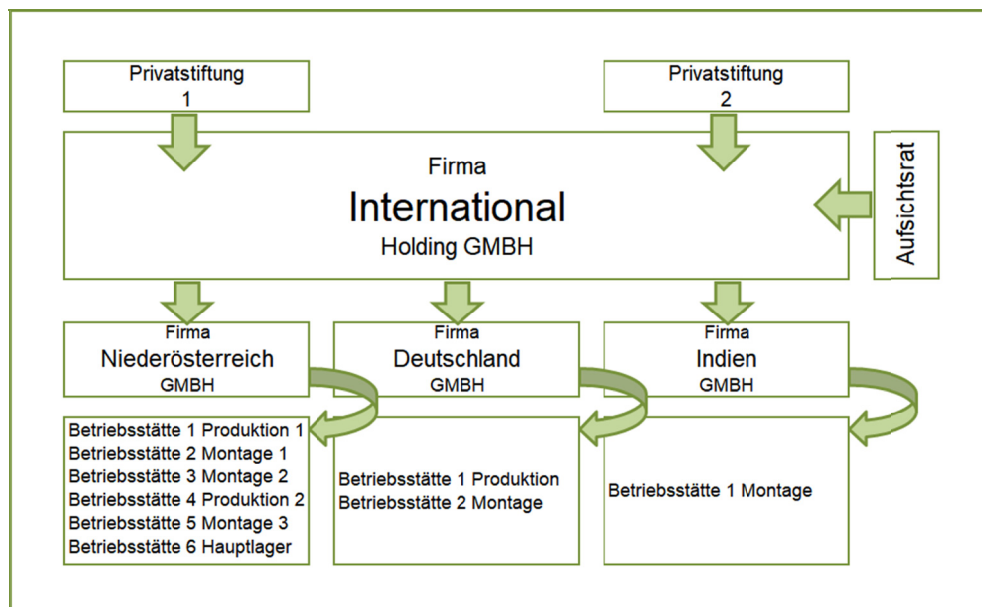 Privatstiftung
1
Privatstiftung
2
Firma
International
Holding GMBH
Aufsichtsrat
Firma
Niederösterreich
GMBH
Firma
Deutschland
GMBH
Firma
Indien
GMBH
Betriebsstätte 1 Produktion 1
Betriebsstätte 2 Montage 1
Betriebsstätte 3 Montage 2
Betriebsstätte 4 Produktion 2
Betriebsstätte 5 Montage 3
Betriebsstätte 6 Hauptlager
Betriebsstätte 1 Produktion
Betriebsstätte 2 Montage
Betriebsstätte 1 Montage